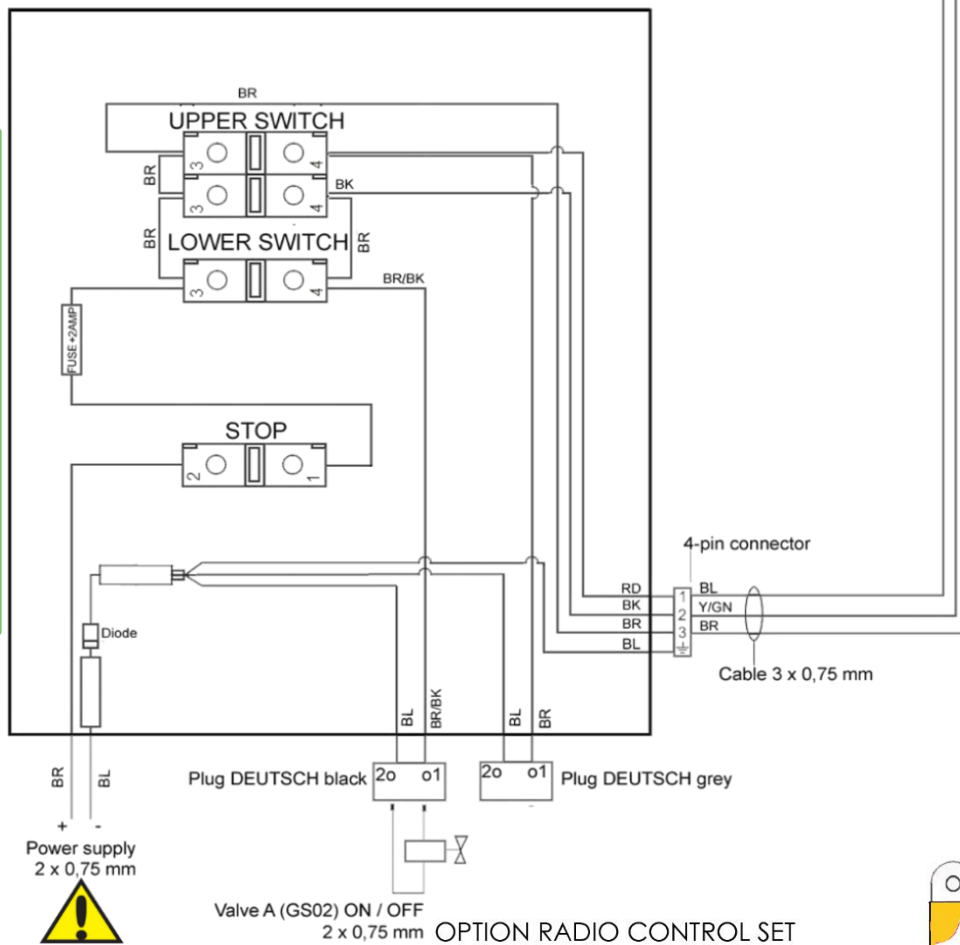 BR
UPPER SWITCH
3
4
BR
BK
3
4
BR
LOWER SWITCH
BR
3
4
BR/BK
FUSE+2AMP
STOP
2
1
4-pin connector
RD
1
BL
BK
2
Y/GN
BR
3
BR
BL
Diode
Cable 3 x 0,75 mm
BL
BR/BK
BL
BR
BR
BL
Plug DEUTSCH black
2o
o1
2o
o1
Plug DEUTSCH grey
+
-
Power supply
2 x 0,75 mm
!
Valve A (GS02) ON / OFF
2 x 0,75 mm
OPTION RADIO CONTROL SET